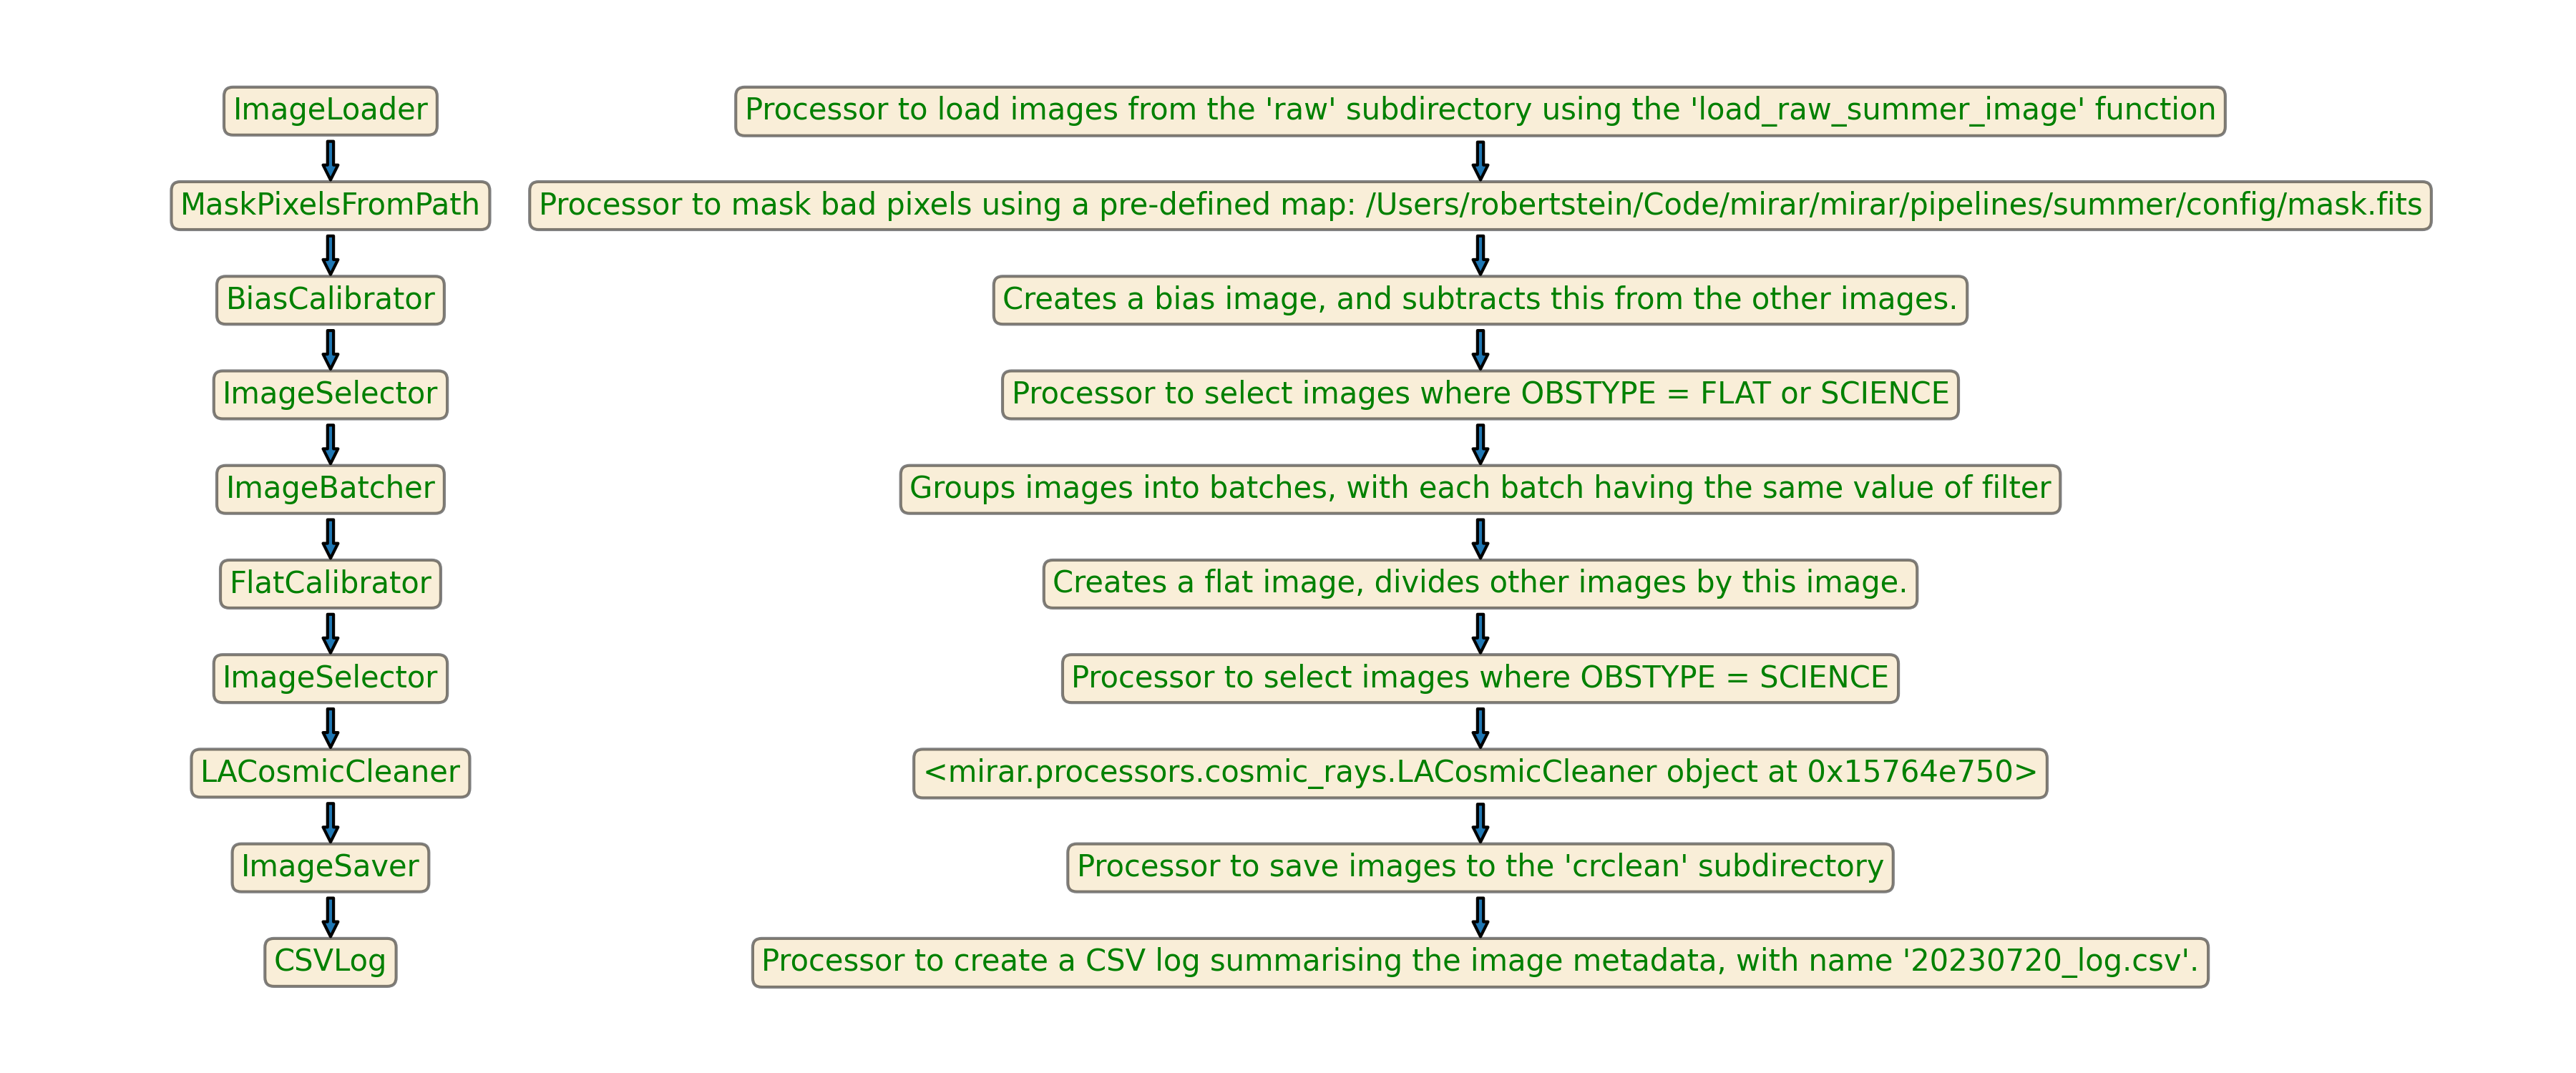 ImageLoader
Processor to load images from the 'raw' subdirectory using the 'load_raw_summer_image' function
MaskPixelsFromPath
Processor to mask bad pixels using a pre-defined map: /Users/robertstein/Code/mirar/mirar/pipelines/summer/config/mask.fits
BiasCalibrator
Creates a bias image, and subtracts this from the other images.
ImageSelector
Processor to select images where OBSTYPE = FLAT or SCIENCE
ImageBatcher
Groups images into batches, with each batch having the same value of filter
FlatCalibrator
Creates a flat image, divides other images by this image.
ImageSelector
Processor to select images where OBSTYPE = SCIENCE
LACosmicCleaner
<mirar.processors.cosmic_rays.LACosmicCleaner object at 0x15764e750>
ImageSaver
Processor to save images to the 'crclean' subdirectory
CSVLog
Processor to create a CSV log summarising the image metadata, with name '20230720_log.csv'.